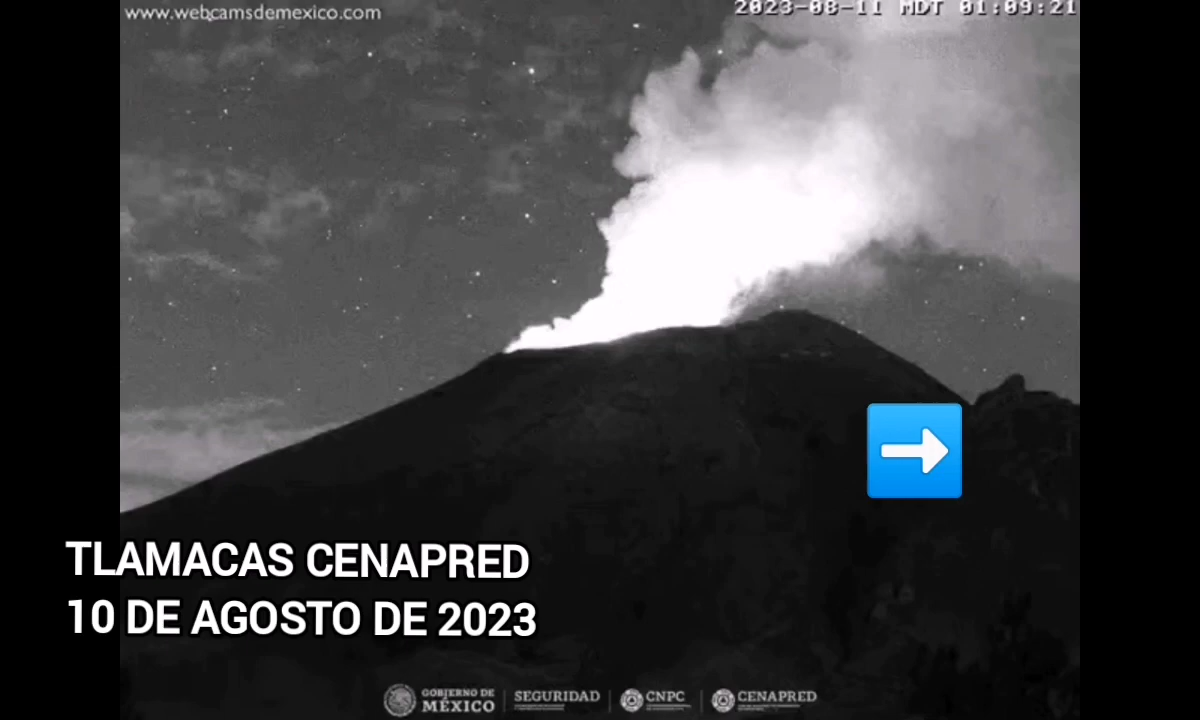 www.webcamsdemexico.com
2023-08-11 MDT 01:09:21
TLAMACAS CENAPRED
10 DE AGOSTO DE 2023
GOBIERNO DE
MÉXICO
SEGURIDAD
CNPC
CENAPRED